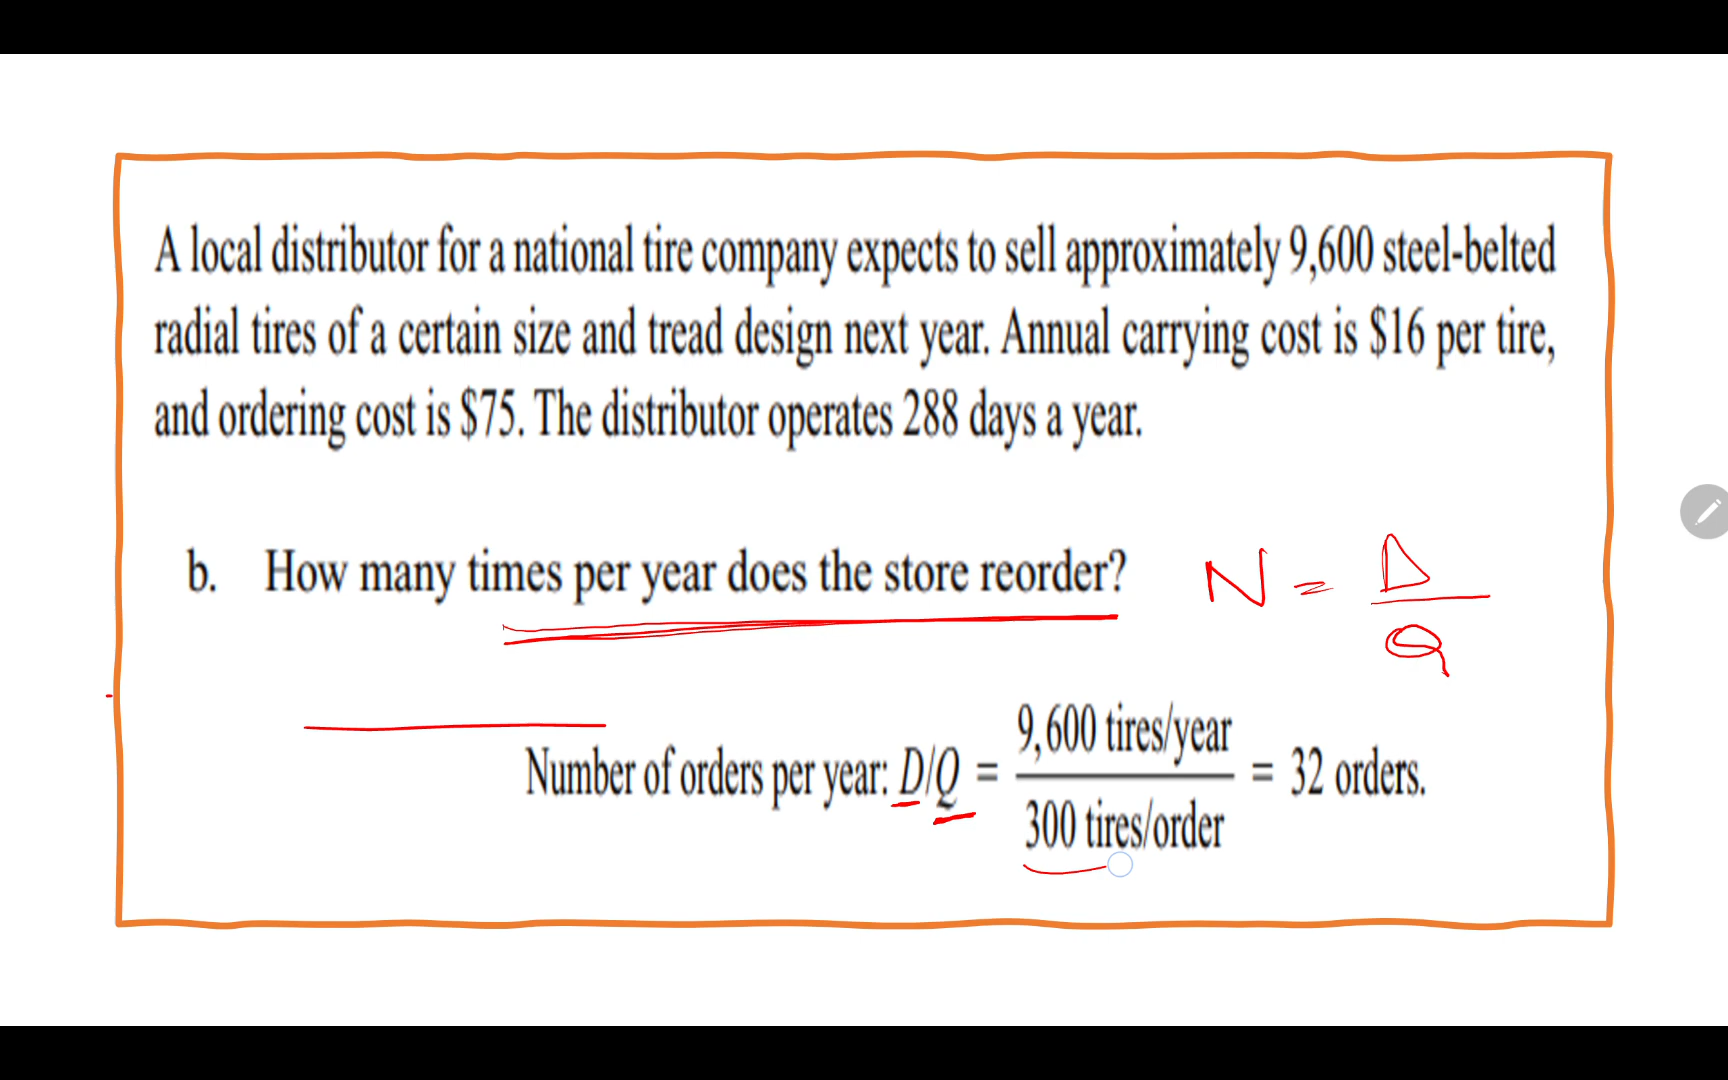 A local distributor for a national tire company expects to sell approximately 9,600 steel-belted
radial tires of a certain size and tread design next year. Annual carrying cost is $16 per tire,
and ordering cost is $75. The distributor operates 288 days a year.
b. How many times per year does the store reorder?
N = D / Q
Number of orders per year: D/Q = 9,600 tires/year / 300 tires/order = 32 orders.